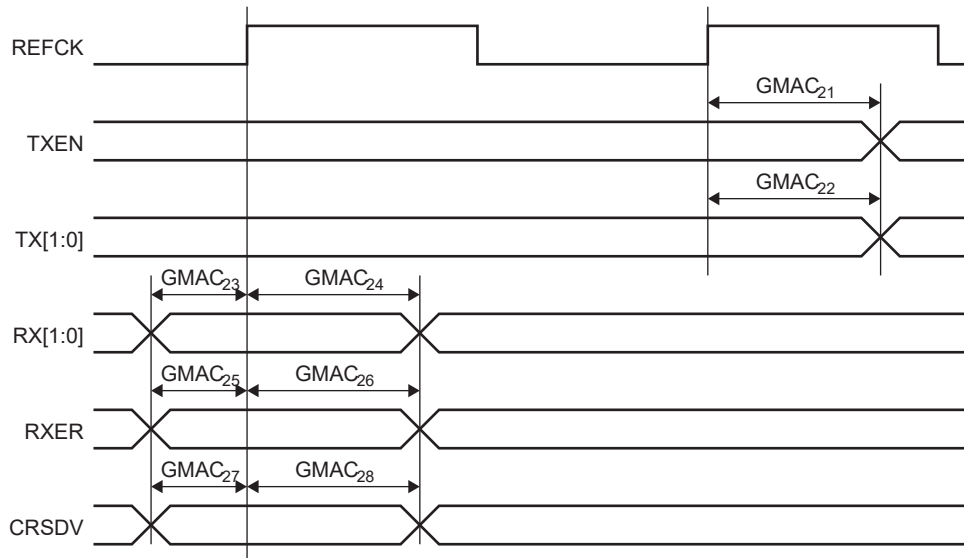 REFCK
GMAC21
TXEN
GMAC22
TX[1:0]
GMAC23 GMAC24
RX[1:0]
GMAC25 GMAC26
RXER
GMAC27 GMAC28
CRSDV